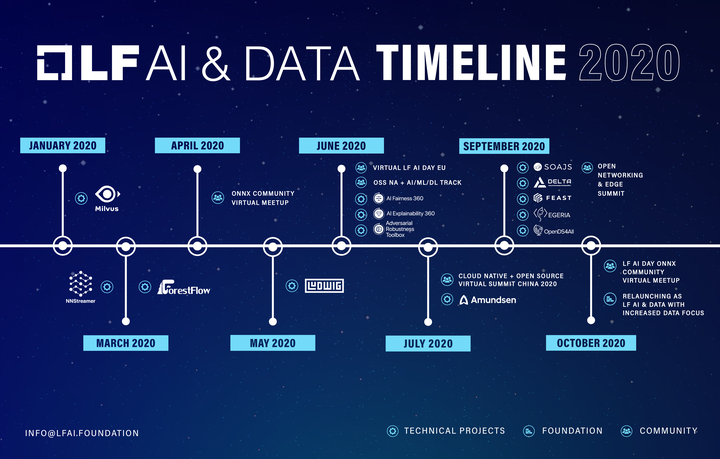 LF AI & DATA TIMELINE 2020
JANUARY 2020
APRIL 2020
JUNE 2020
SEPTEMBER 2020
Milvus
ONNX COMMUNITY
VIRTUAL MEETUP
VIRTUAL LF AI DAY EU
OSS NA + AI/ML/DL TRACK
AI Fairness 360
AI Explainability 360
Adversarial
Robustness
Toolbox
SOAJS
DELTA
FEAST
EGERIA
OpenDS4All
OPEN
NETWORKING
& EDGE
SUMMIT
NNStreamer
ForestFlow
LUDWIG
CLOUD NATIVE + OPEN SOURCE
VIRTUAL SUMMIT CHINA 2020
Amundsen
LF AI DAY ONNX
COMMUNITY
VIRTUAL MEETUP
RELAUNCHING AS
LF AI & DATA WITH
INCREASED DATA FOCUS
MARCH 2020
MAY 2020
JULY 2020
OCTOBER 2020
INFO@LFAI.FOUNDATION
TECHNICAL PROJECTS
FOUNDATION
COMMUNITY